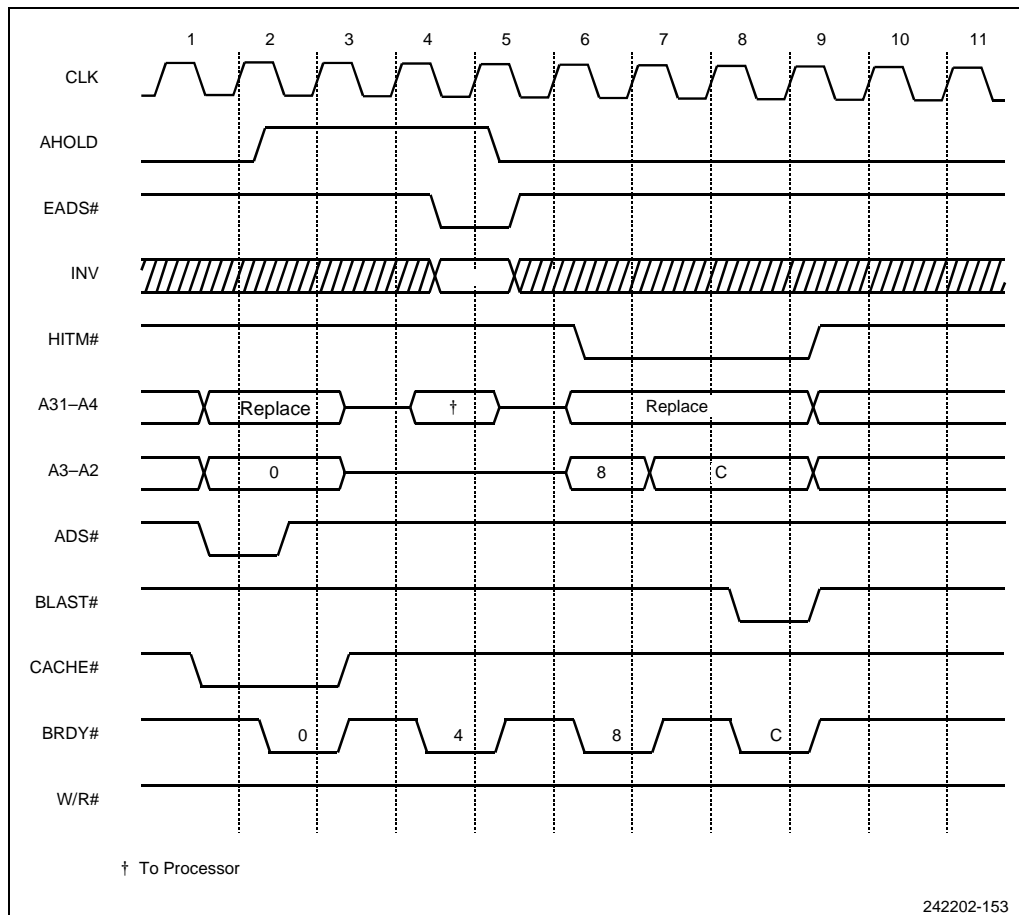 1 2 3 4 5 6 7 8 9 10 11
CLK
AHOLD
EADS#
INV
HITM#
A31–A4 Replace † Replace
A3–A2 0 8 C
ADS#
BLAST#
CACHE#
BRDY# 0 4 8 C
W/R#
† To Processor
242202-153